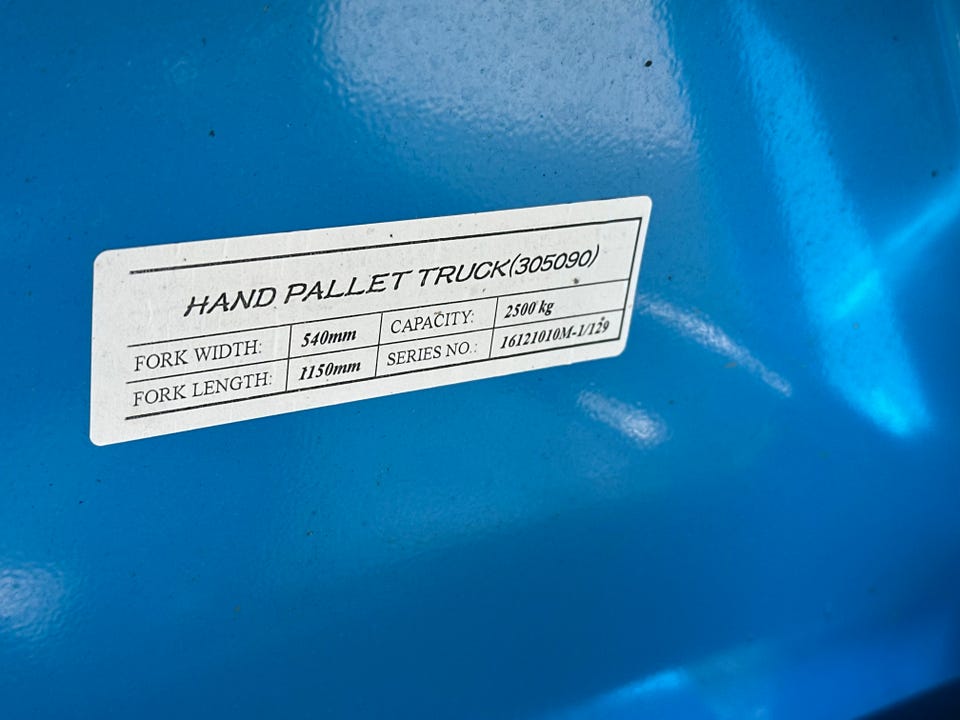 HAND PALLET TRUCK(305090)
FORK WIDTH: 540mm CAPACITY: 2500 kg
FORK LENGTH: 1150mm SERIES NO.: 16121010M-1/129